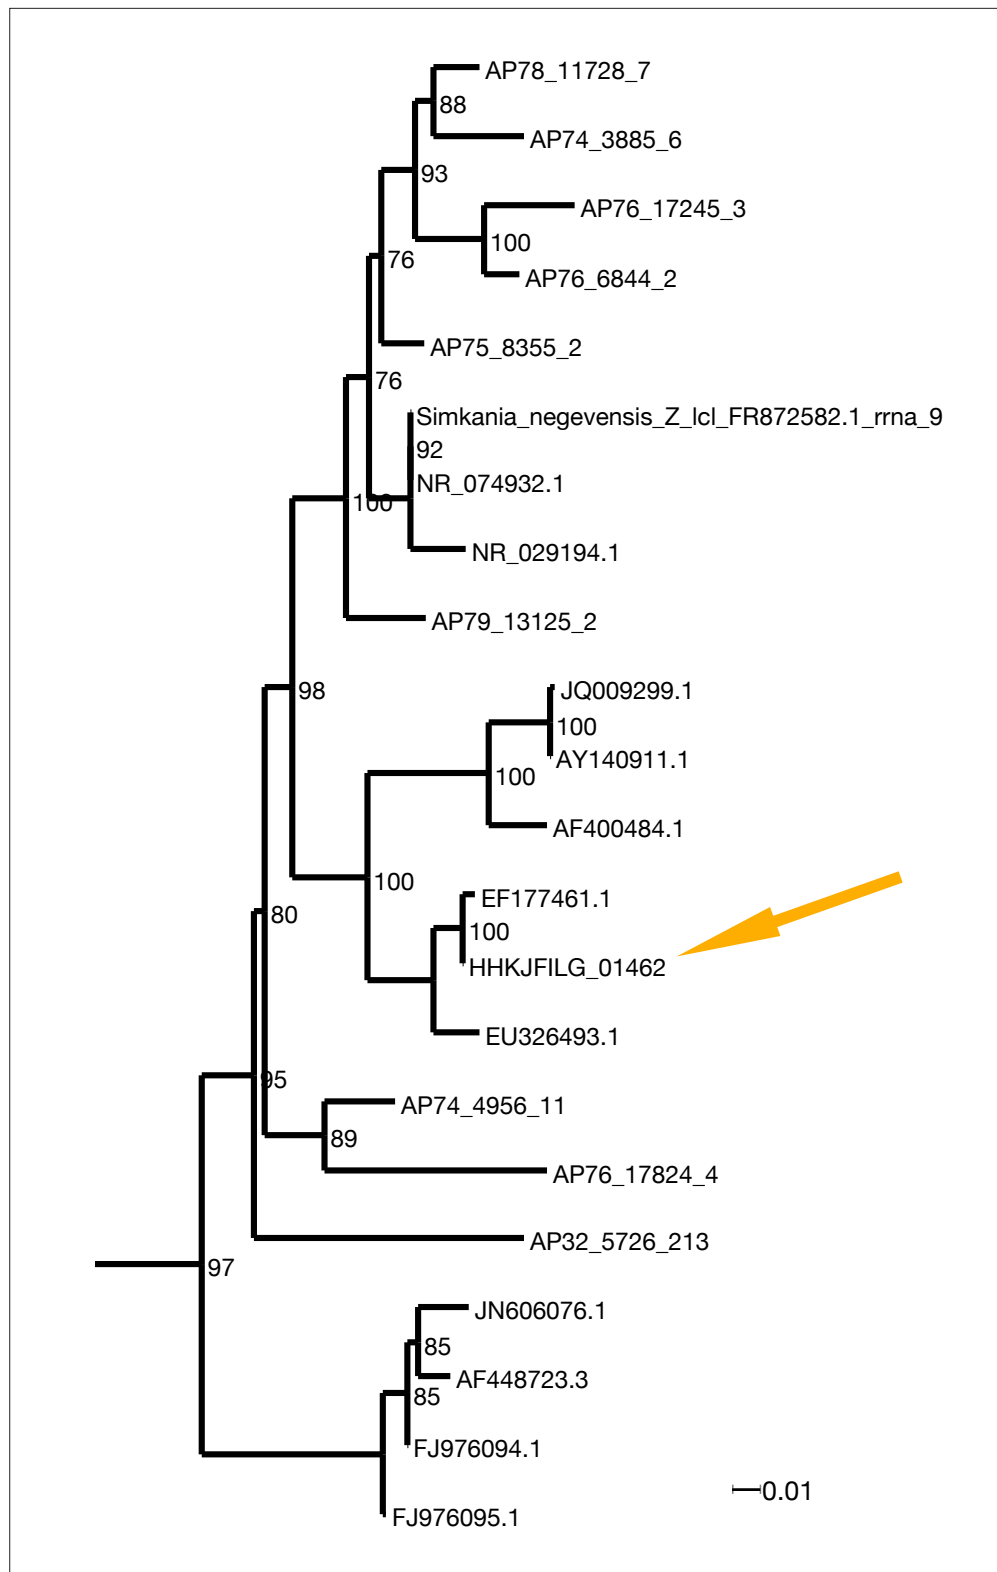 AP78_11728_7
88
AP74_3885_6
93
AP76_17245_3
100
76
AP76_6844_2
AP75_8355_2
76
Simkania_negevensis_Z_lcl_FR872582.1_rrna_9
92
NR_074932.1
100
NR_029194.1
AP79_13125_2
98
JQ009299.1
100
AY140911.1
100
AF400484.1
100
EF177461.1
80
100
HHKJFILG_01462
EU326493.1
95
AP74_4956_11
89
AP76_17824_4
AP32_5726_213
97
JN606076.1
85
AF448723.3
85
FJ976094.1
0.01
FJ976095.1